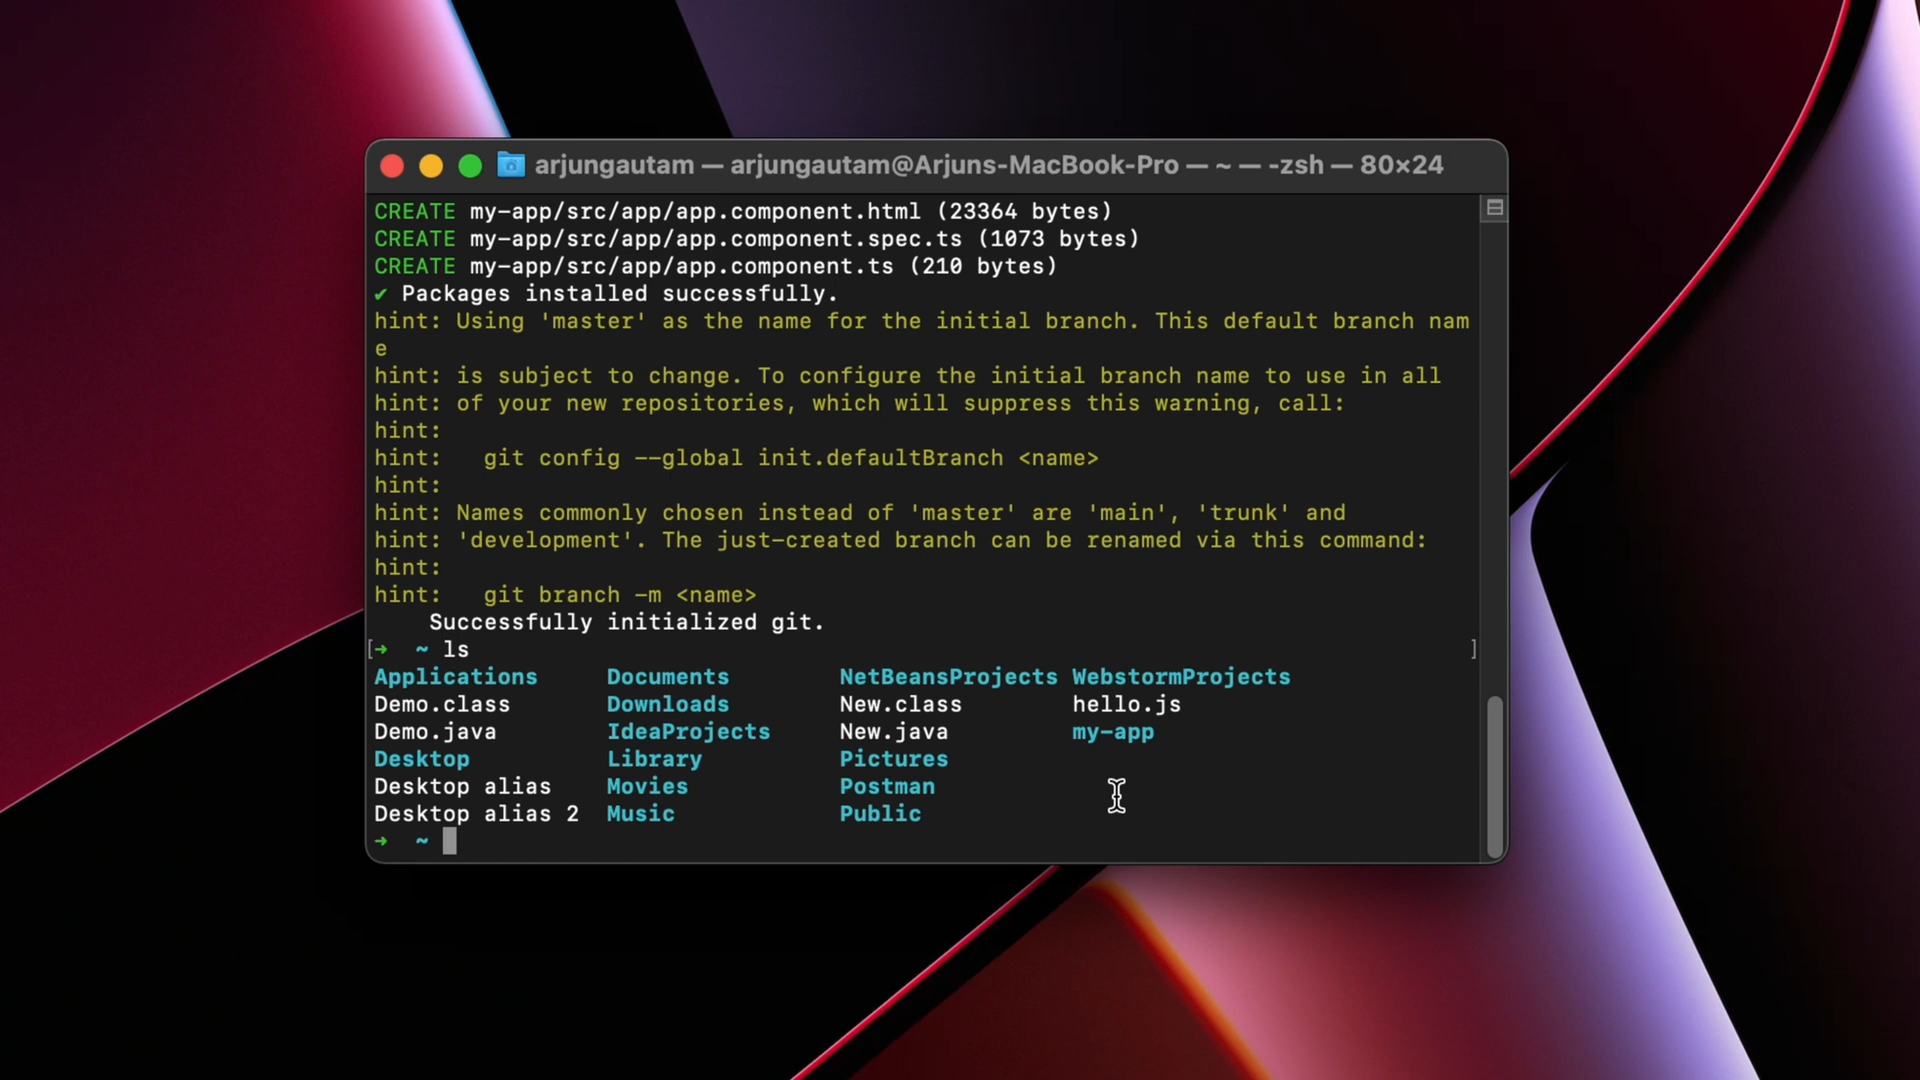 arjungautam — arjungautam@Arjuns-MacBook-Pro — ~ — -zsh — 80×24
CREATE my-app/src/app/app.component.html (23364 bytes)
CREATE my-app/src/app/app.component.spec.ts (1073 bytes)
CREATE my-app/src/app/app.component.ts (210 bytes)
✔ Packages installed successfully.
hint: Using 'master' as the name for the initial branch. This default branch nam
e
hint: is subject to change. To configure the initial branch name to use in all
hint: of your new repositories, which will suppress this warning, call:
hint:
hint:   git config --global init.defaultBranch <name>
hint:
hint: Names commonly chosen instead of 'master' are 'main', 'trunk' and
hint: 'development'. The just-created branch can be renamed via this command:
hint:
hint:   git branch -m <name>
    Successfully initialized git.
[➜  ~ ls ]
Applications     Documents        NetBeansProjects WebstormProjects
Demo.class       Downloads        New.class        hello.js
Demo.java        IdeaProjects     New.java         my-app
Desktop          Library          Pictures
Desktop alias    Movies           Postman
Desktop alias 2  Music            Public
➜  ~